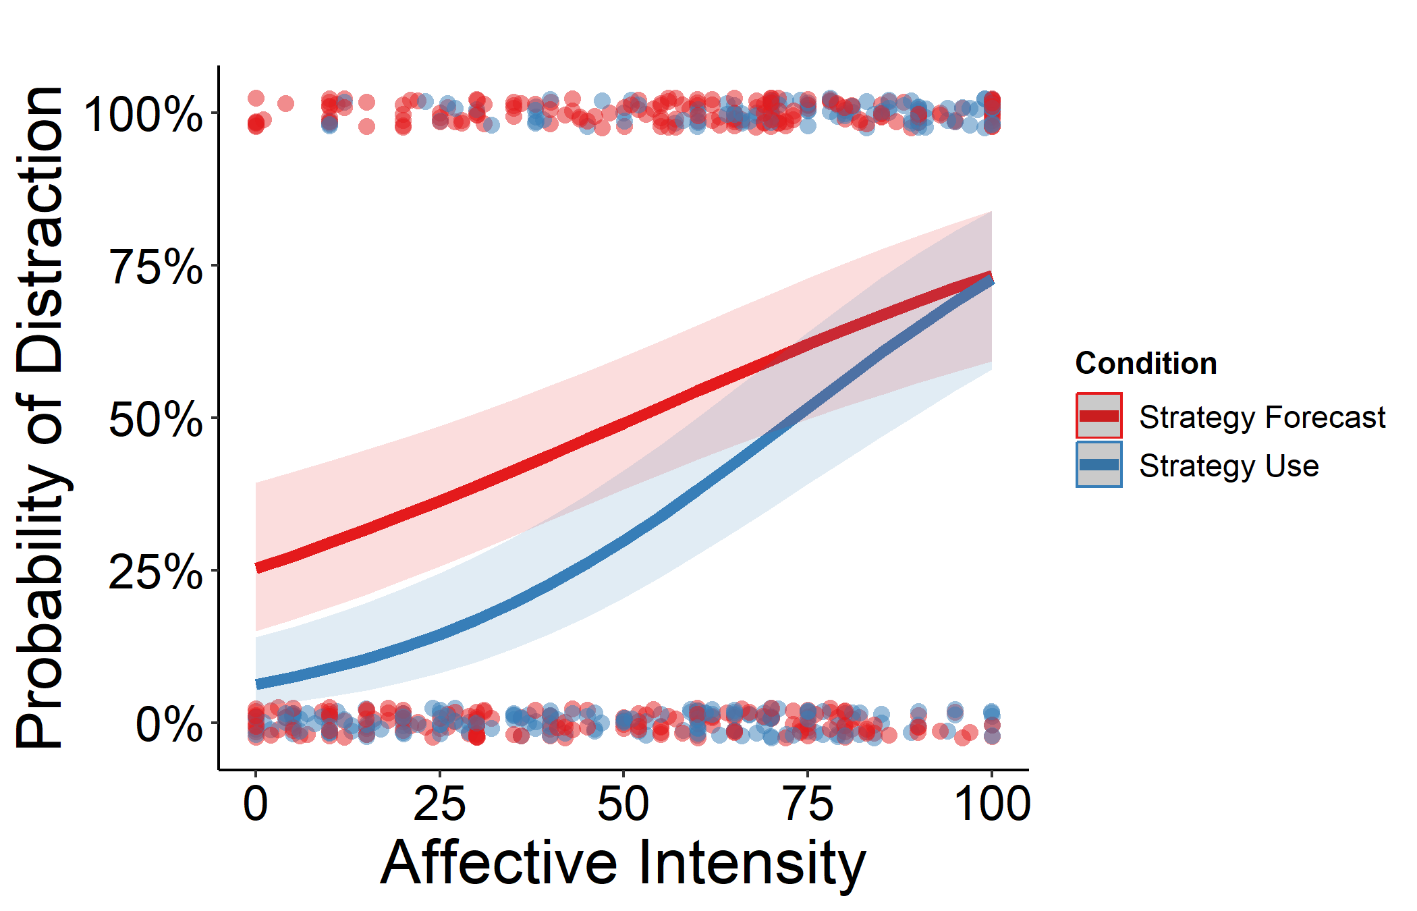 Probability of Distraction
100%
75%
50%
25%
0%
0 25 50 75 100
Affective Intensity
Condition
Strategy Forecast
Strategy Use